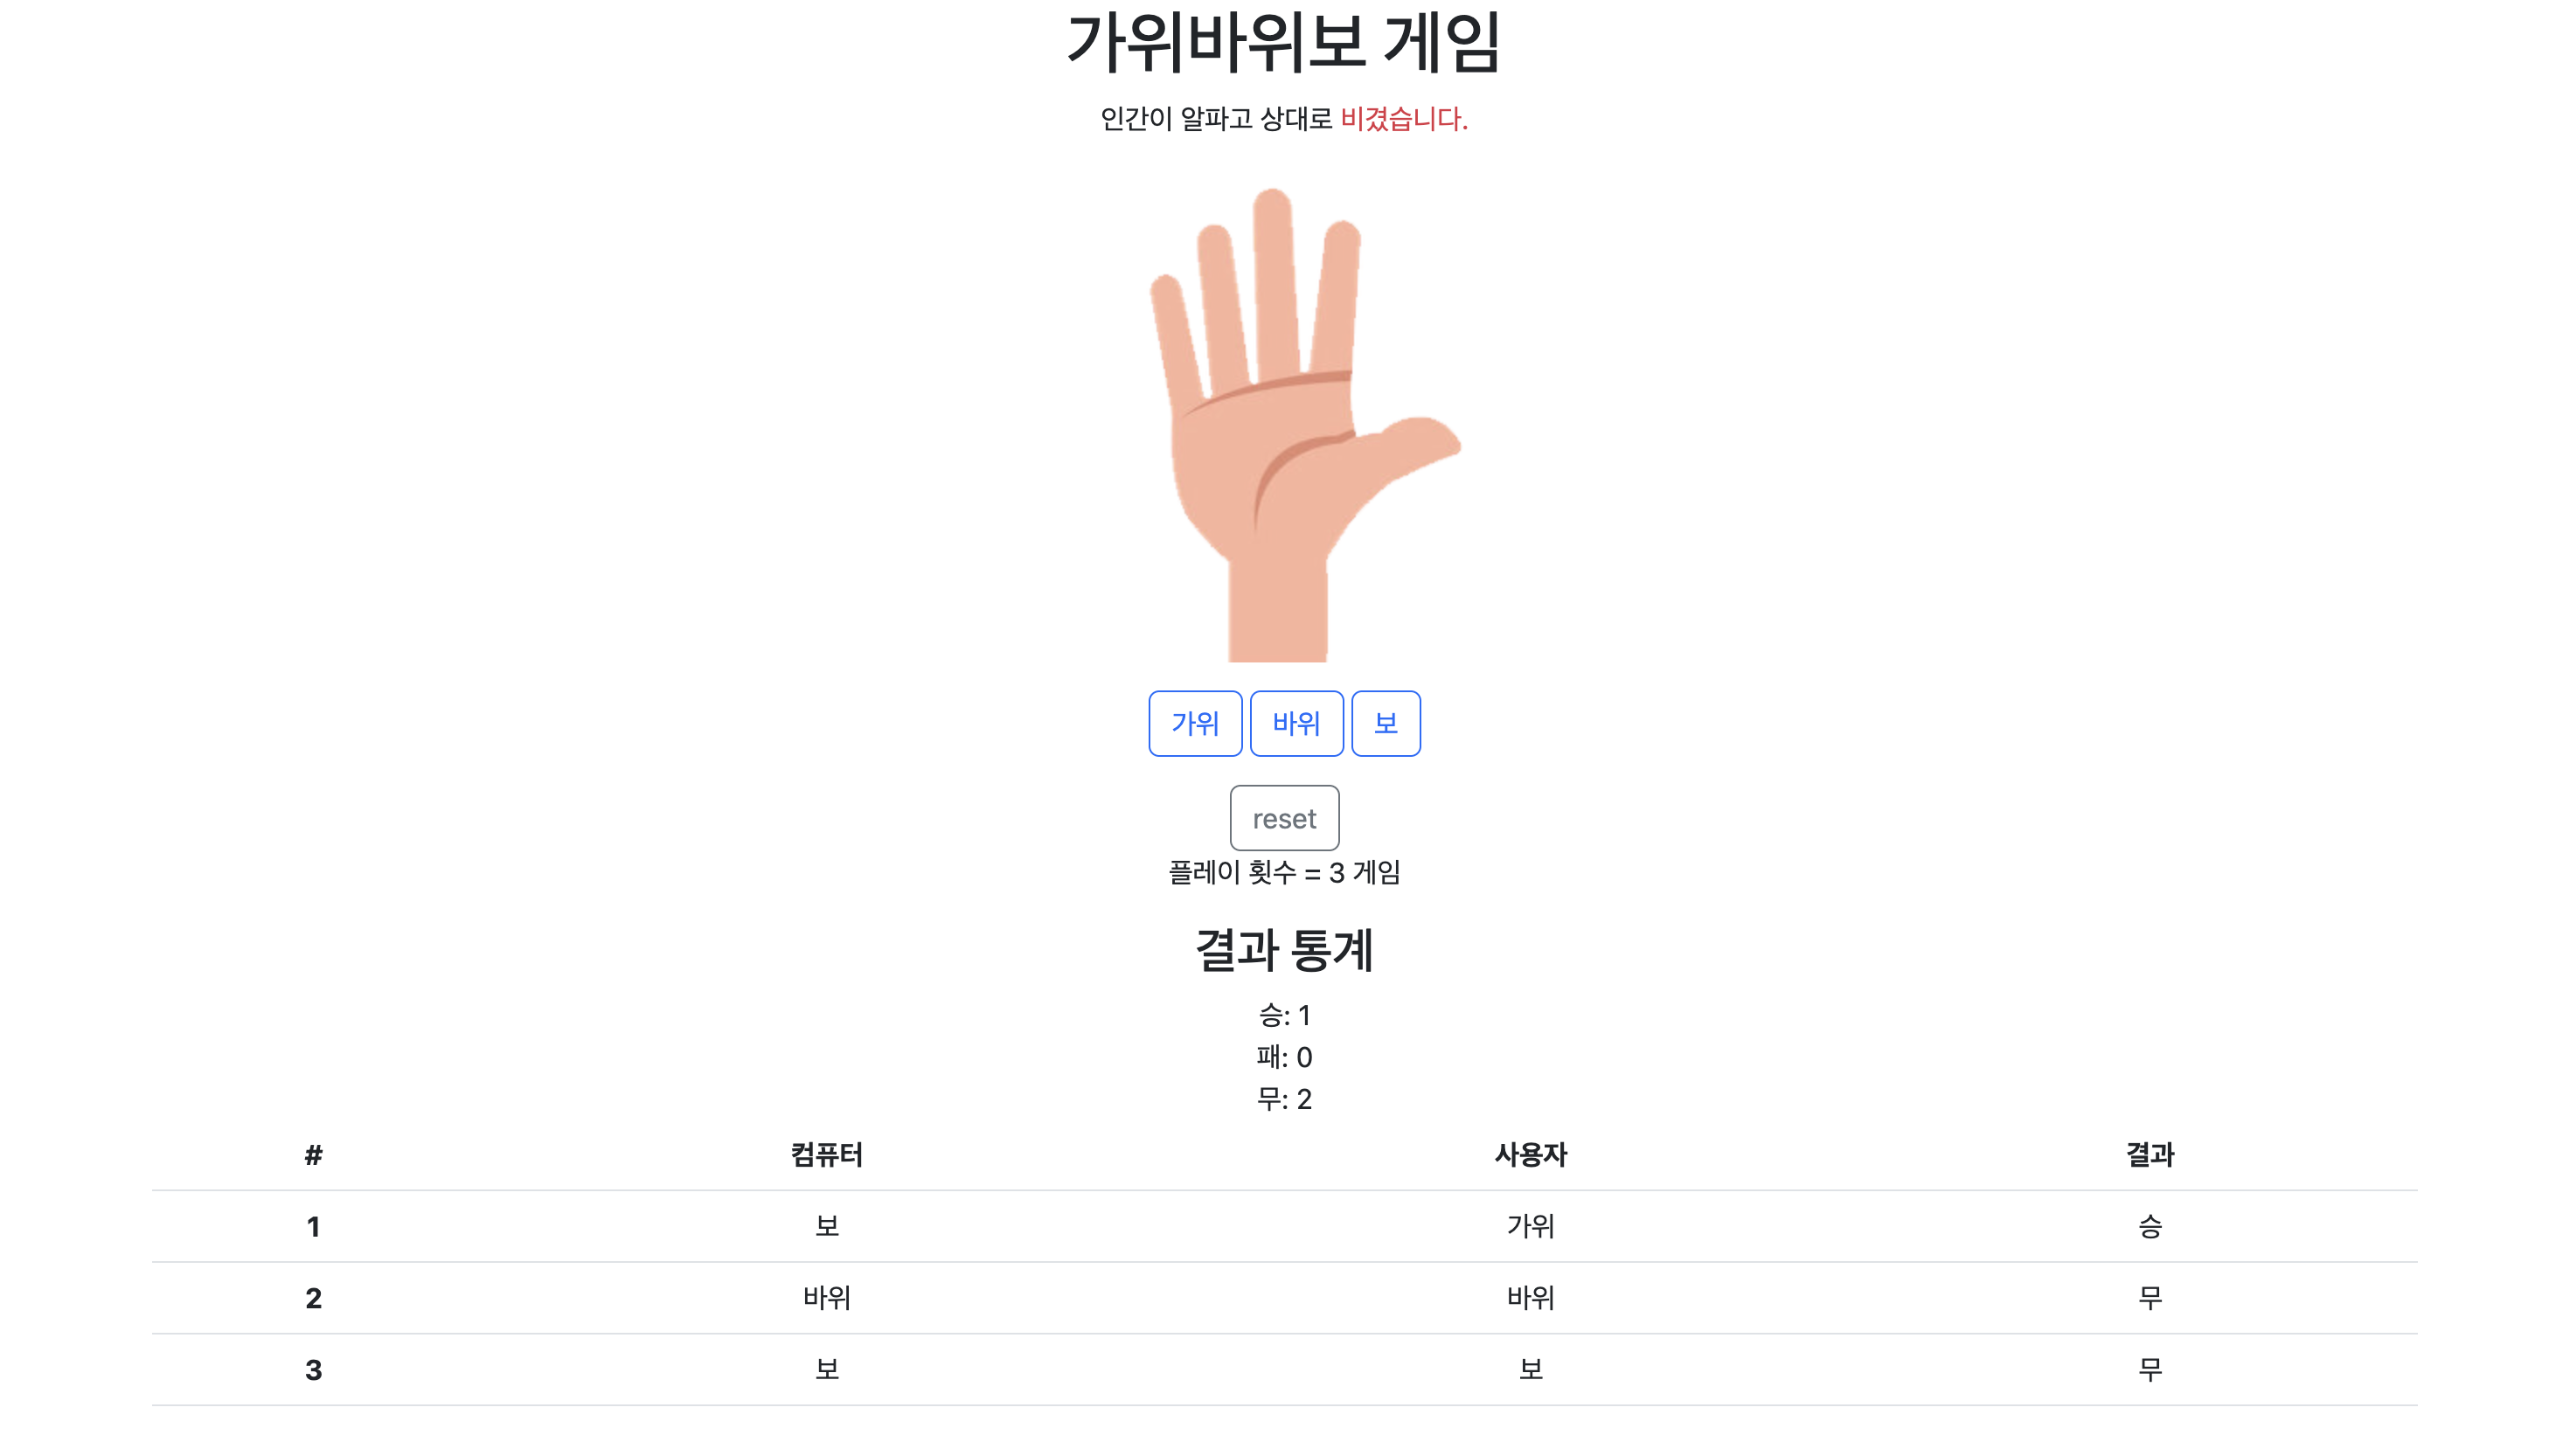 가위바위보 게임
인간이 알파고 상대로 비겼습니다.
가위 바위 보
reset
플레이 횟수 = 3 게임
결과 통계
승: 1
패: 0
무: 2
# 컴퓨터 사용자 결과
1 보 가위 승
2 바위 바위 무
3 보 보 무